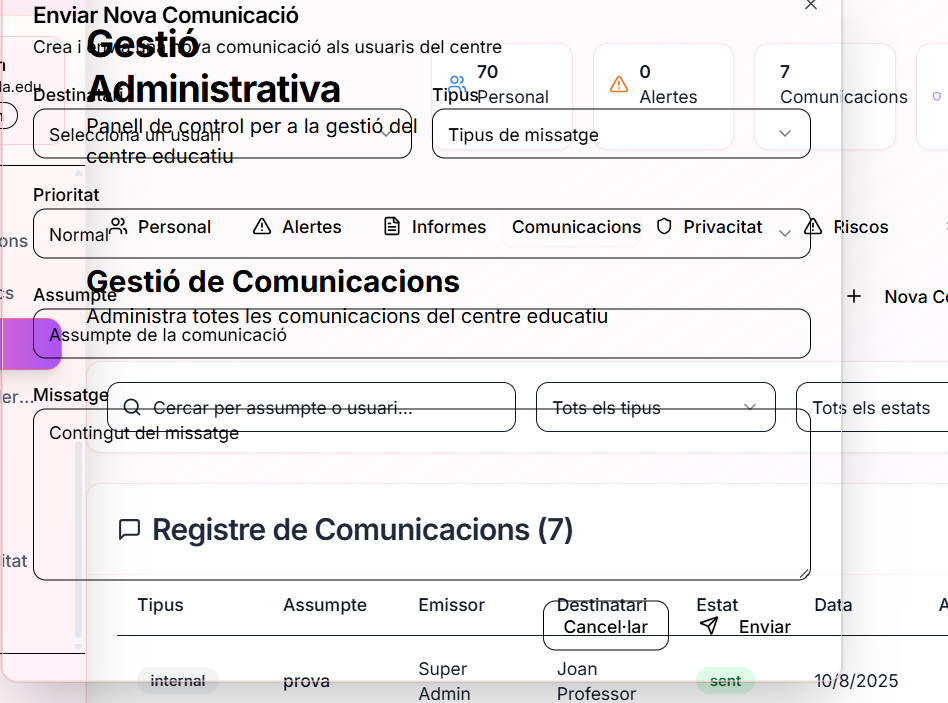 Enviar Nova Comunicació
Crea i envia una nova comunicació als usuaris del centre
Gestió
Administrativa
Panell de control per a la gestió del
centre educatiu
la.edu
70
Personal
0
Alertes
7
Comunicacions
Destinatari
Selecciona un usuari
Tipus
Tipus de missatge
Prioritat
Normal
Personal
Alertes
Informes
Comunicacions
Privacitat
Riscos
ons
cs
Gestió de Comunicacions
Administra totes les comunicacions del centre educatiu
Nova Co
Assumpte
Assumpte de la comunicació
er...
Missatge
Contingut del missatge
Cercar per assumpte o usuari...
Tots els tipus
Tots els estats
Registre de Comunicacions (7)
itat
Tipus
Assumpte
Emissor
Destinatari
Estat
Data
A
Cancel·lar
Enviar
internal
prova
Super
Admin
Joan
Professor
sent
10/8/2025